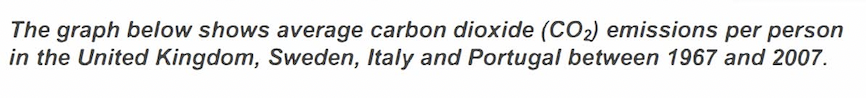 The graph below shows average carbon dioxide (CO₂) emissions per person
in the United Kingdom, Sweden, Italy and Portugal between 1967 and 2007.